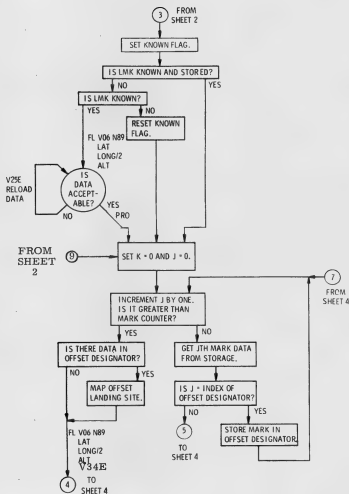 3
FROM
SHEET 2
SET KNOWN FLAG.
IS LMK KNOWN AND STORED?
NO
YES
IS LMK KNOWN?
YES
NO
RESET KNOWN
FLAG.
FL V06 N89
LAT
LONG/2
ALT
V25E
RELOAD
DATA
IS
DATA
ACCEPT-
ABLE?
NO
YES
PRO
FROM
SHEET
2
9
SET K = 0 AND J = 0.
7
FROM
SHEET 4
INCREMENT J BY ONE.
IS IT GREATER THAN
MARK COUNTER?
YES
NO
IS THERE DATA IN
OFFSET DESIGNATOR?
GET JTH MARK DATA
FROM STORAGE.
NO
YES
MAP OFFSET
LANDING SITE.
IS J = INDEX OF
OFFSET DESIGNATOR?
NO
YES
5
TO
SHEET 4
STORE MARK IN
OFFSET DESIGNATOR.
FL V06 N89
LAT
LONG/2
ALT
V34E
4
TO
SHEET 4